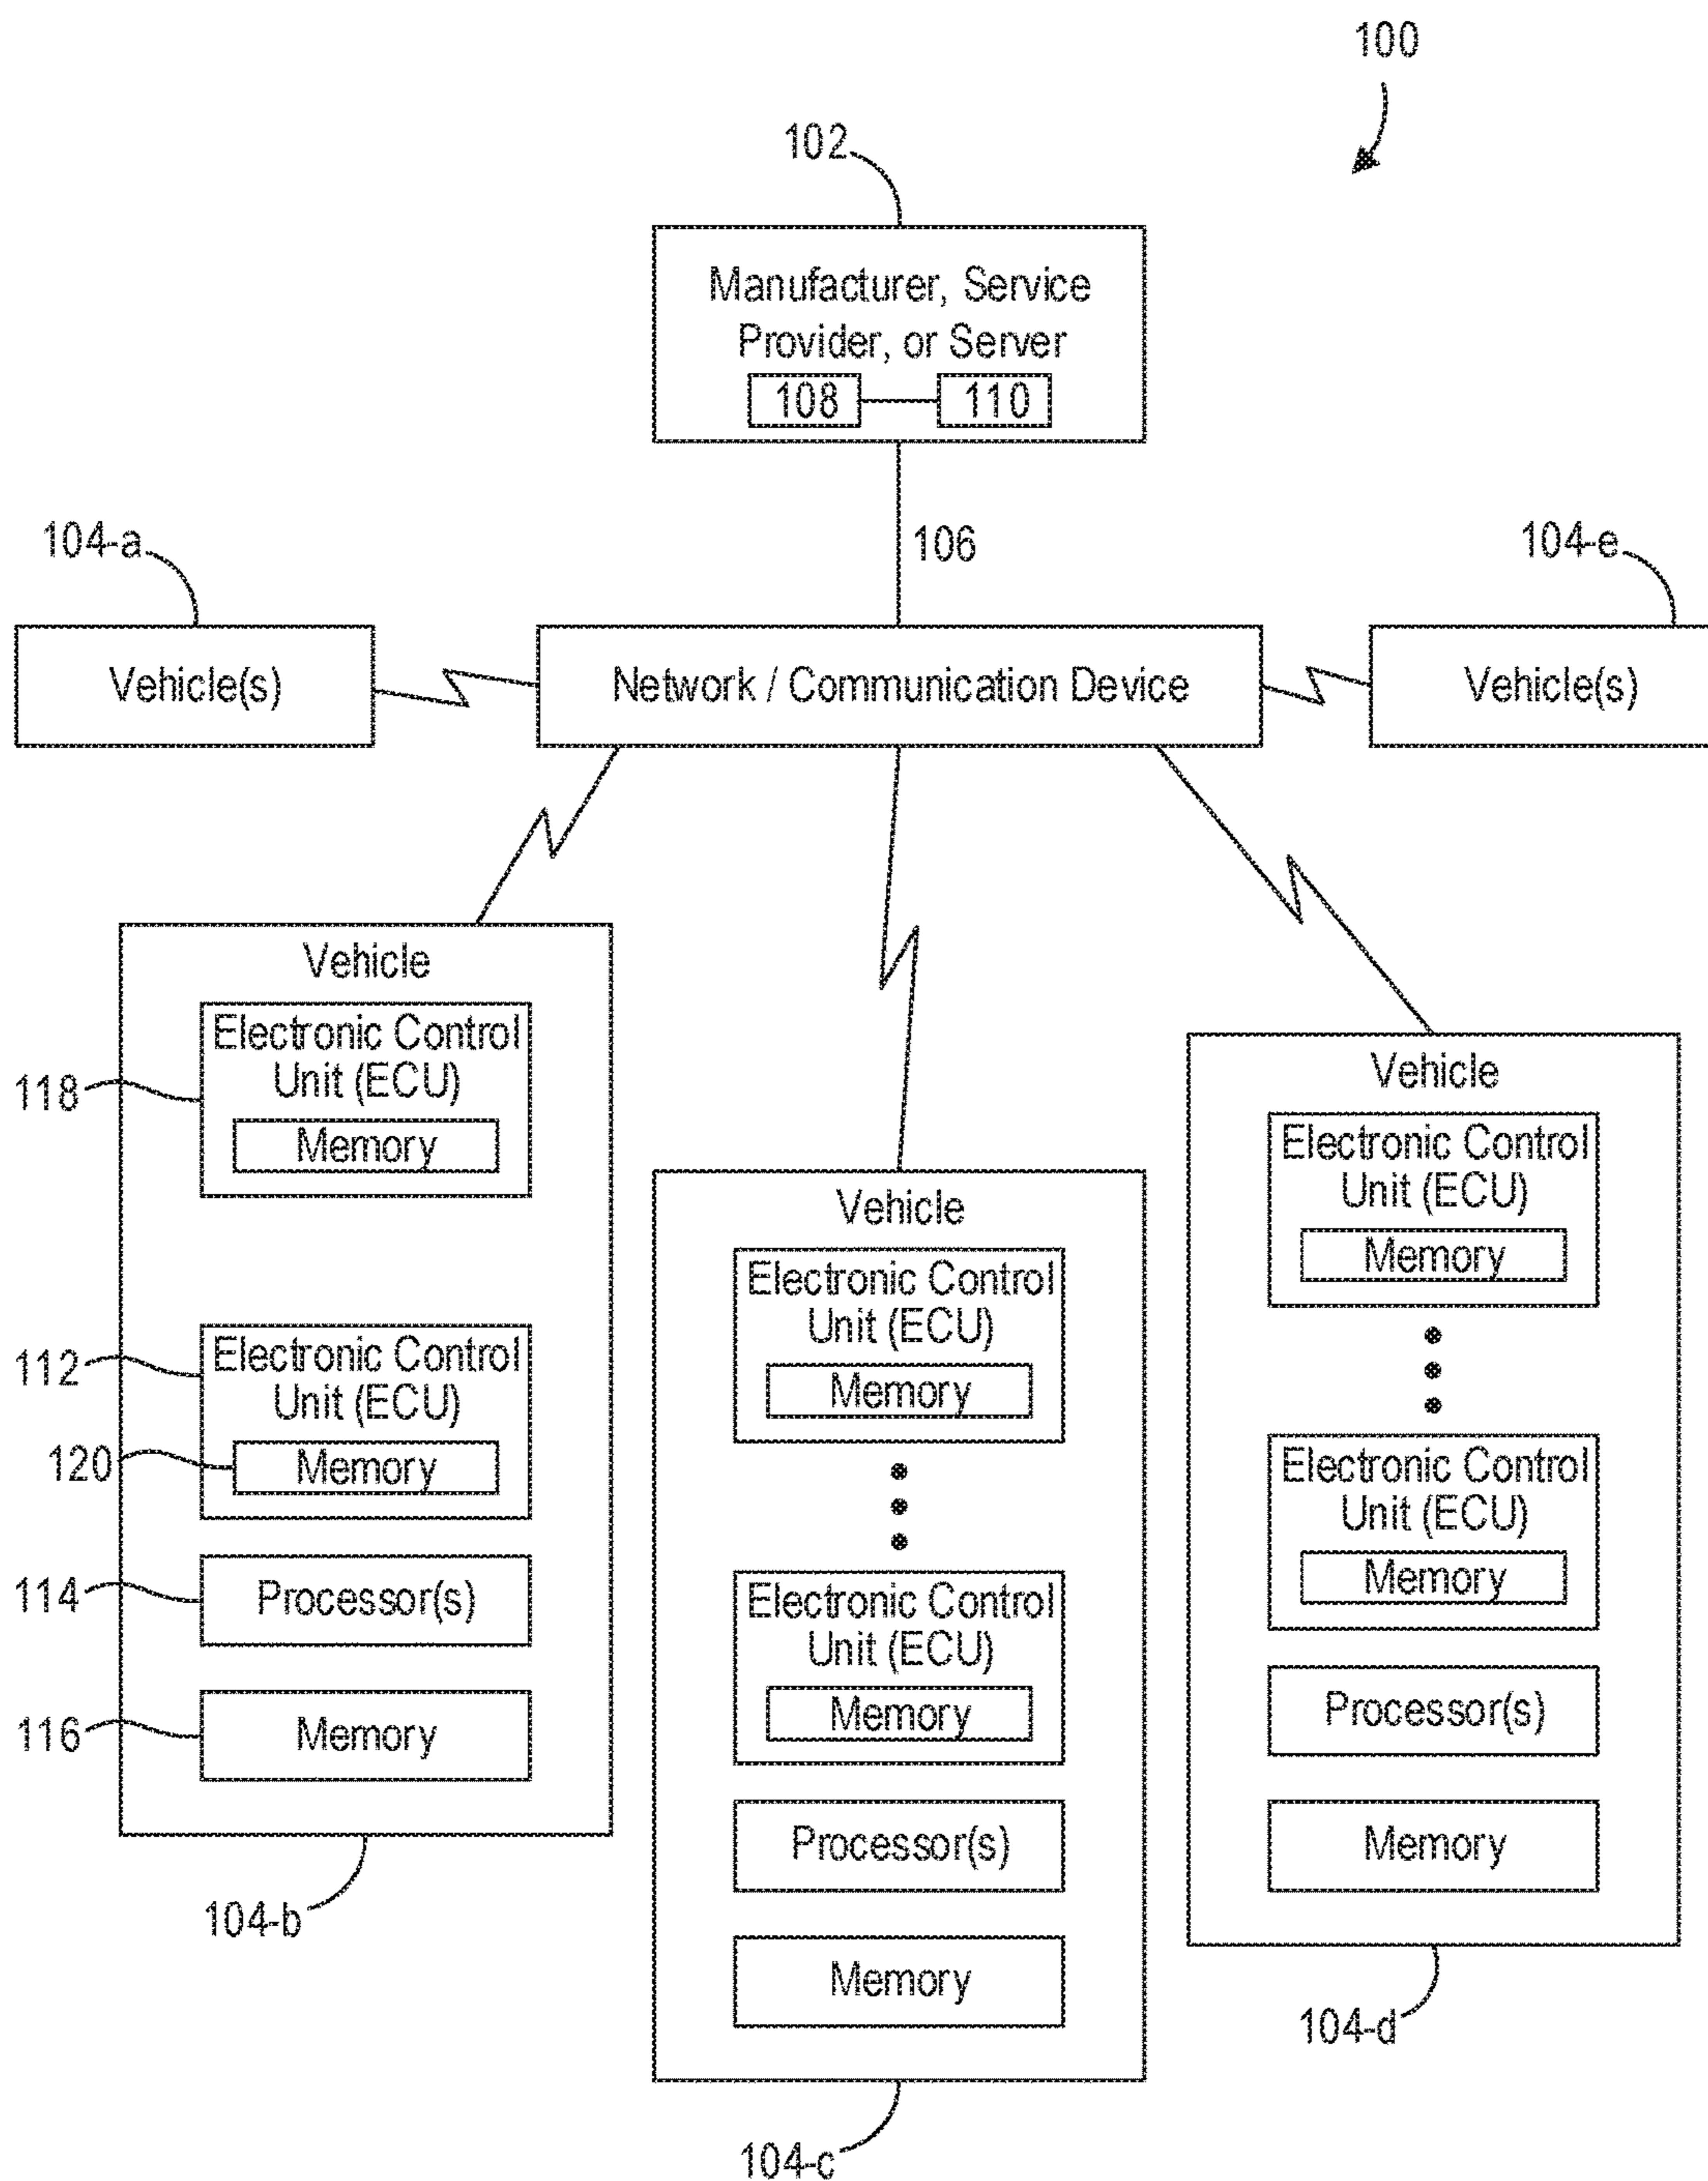 100
102
Manufacturer, Service
Provider, or Server
108
110
106
104-a
104-e
Vehicle(s)
Network / Communication Device
Vehicle(s)
Vehicle
Electronic Control
Unit (ECU)
Memory
118
Electronic Control
Unit (ECU)
Memory
112
120
Processor(s)
114
Memory
116
104-b
Vehicle
Electronic Control
Unit (ECU)
Memory
Electronic Control
Unit (ECU)
Memory
Processor(s)
Memory
104-c
Vehicle
Electronic Control
Unit (ECU)
Memory
Electronic Control
Unit (ECU)
Memory
Processor(s)
Memory
104-d